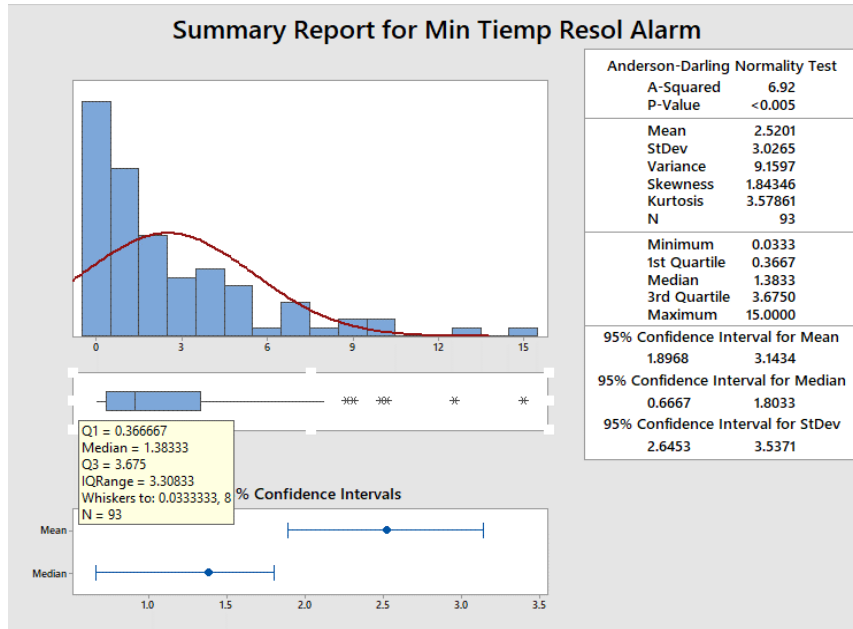 Summary Report for Min Tiemp Resol Alarm
Anderson-Darling Normality Test
A-Squared 6.92
P-Value <0.005
Mean 2.5201
StDev 3.0265
Variance 9.1597
Skewness 1.84346
Kurtosis 3.57861
N 93
Minimum 0.0333
1st Quartile 0.3667
Median 1.3833
3rd Quartile 3.6750
Maximum 15.0000
95% Confidence Interval for Mean
1.8968 3.1434
95% Confidence Interval for Median
0.6667 1.8033
95% Confidence Interval for StDev
2.6453 3.5371
0 3 6 9 12 15
Q1 = 0.366667
Median = 1.38333
Q3 = 3.675
IQRange = 3.30833
Whiskers to: 0.0333333, 8
N = 93
% Confidence Intervals
Mean
Median
1.0 1.5 2.0 2.5 3.0 3.5